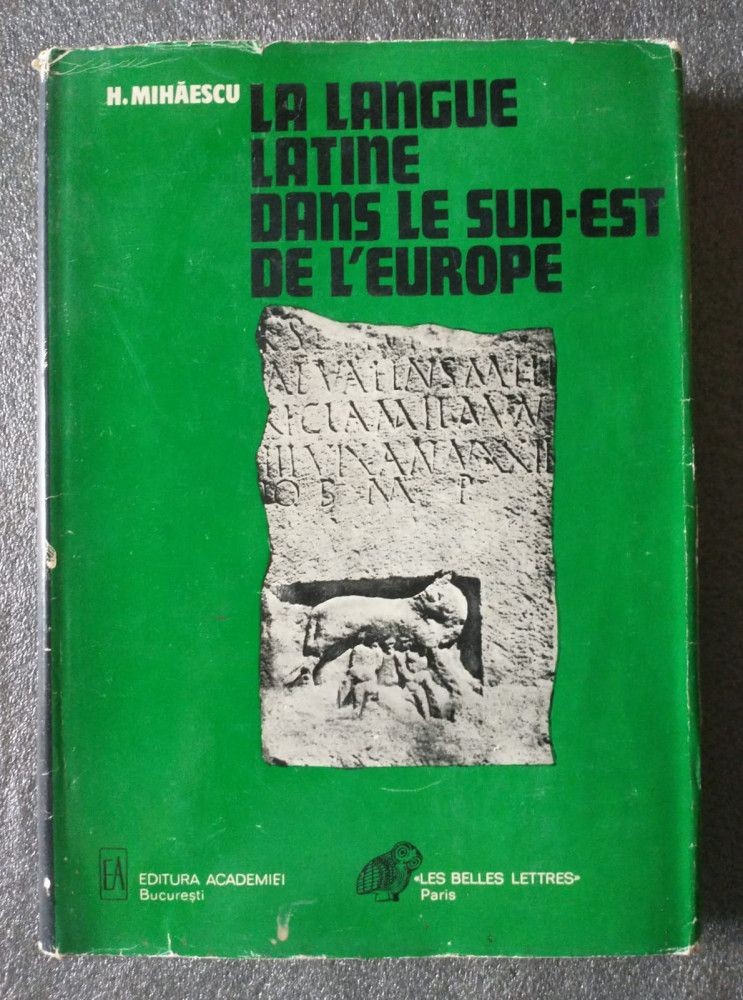 H. MIHĂESCU
LA LANGUE
LATINE
DANS LE SUD-EST
DE L'EUROPE
O B M P
EA
EDITURA ACADEMIEI
București
«LES BELLES LETTRES»
Paris